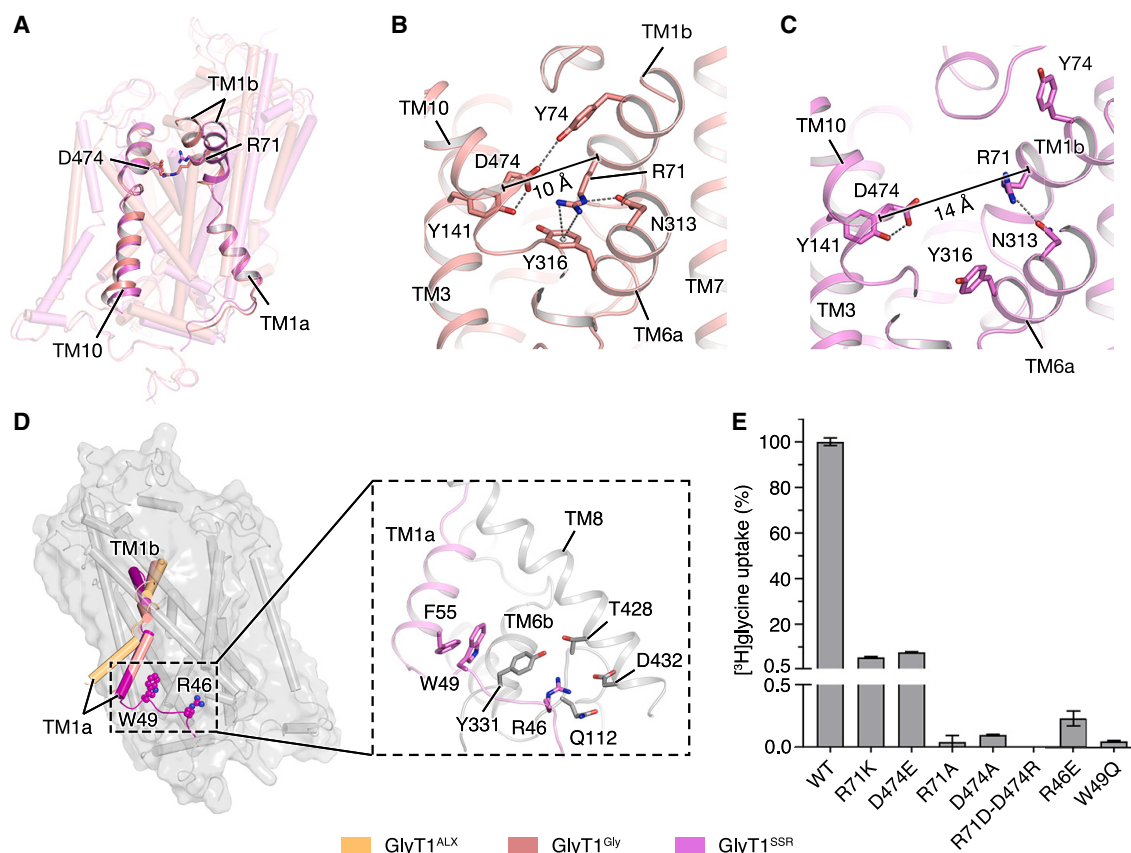 A
TM1b
D474
R71
TM1a
TM10
B
TM1b
TM10
Y74
D474
10 Å
R71
Y141
N313
Y316
TM3
TM7
TM6a
C
Y74
TM10
R71
TM1b
D474
14 Å
Y141
N313
Y316
TM3
TM6a
D
TM1b
R46
W49
TM1a
TM1a
TM8
F55
TM6b
T428
D432
W49
Y331
R46
Q112
E
[³H]glycine uptake (%)
100
80
60
40
20
0.5
0.5
0.0
WT
R71K
D474E
R71A
D474A
R71D-D474R
R46E
W49Q
GlyT1ᴬᴸˣ
GlyT1ᴳˡʸ
GlyT1ˢˢᴿ